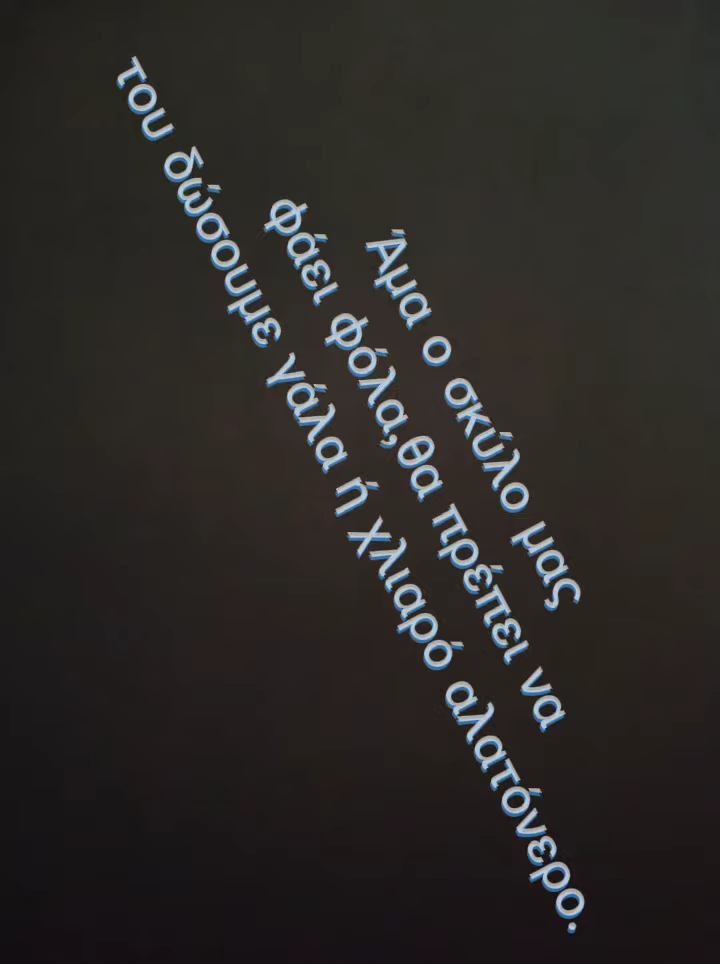 Άμα ο σκύλο μας
φάει φόλα,θα πρέπει να
του δώσουμε γάλα ή χλιαρό αλατόνερο.